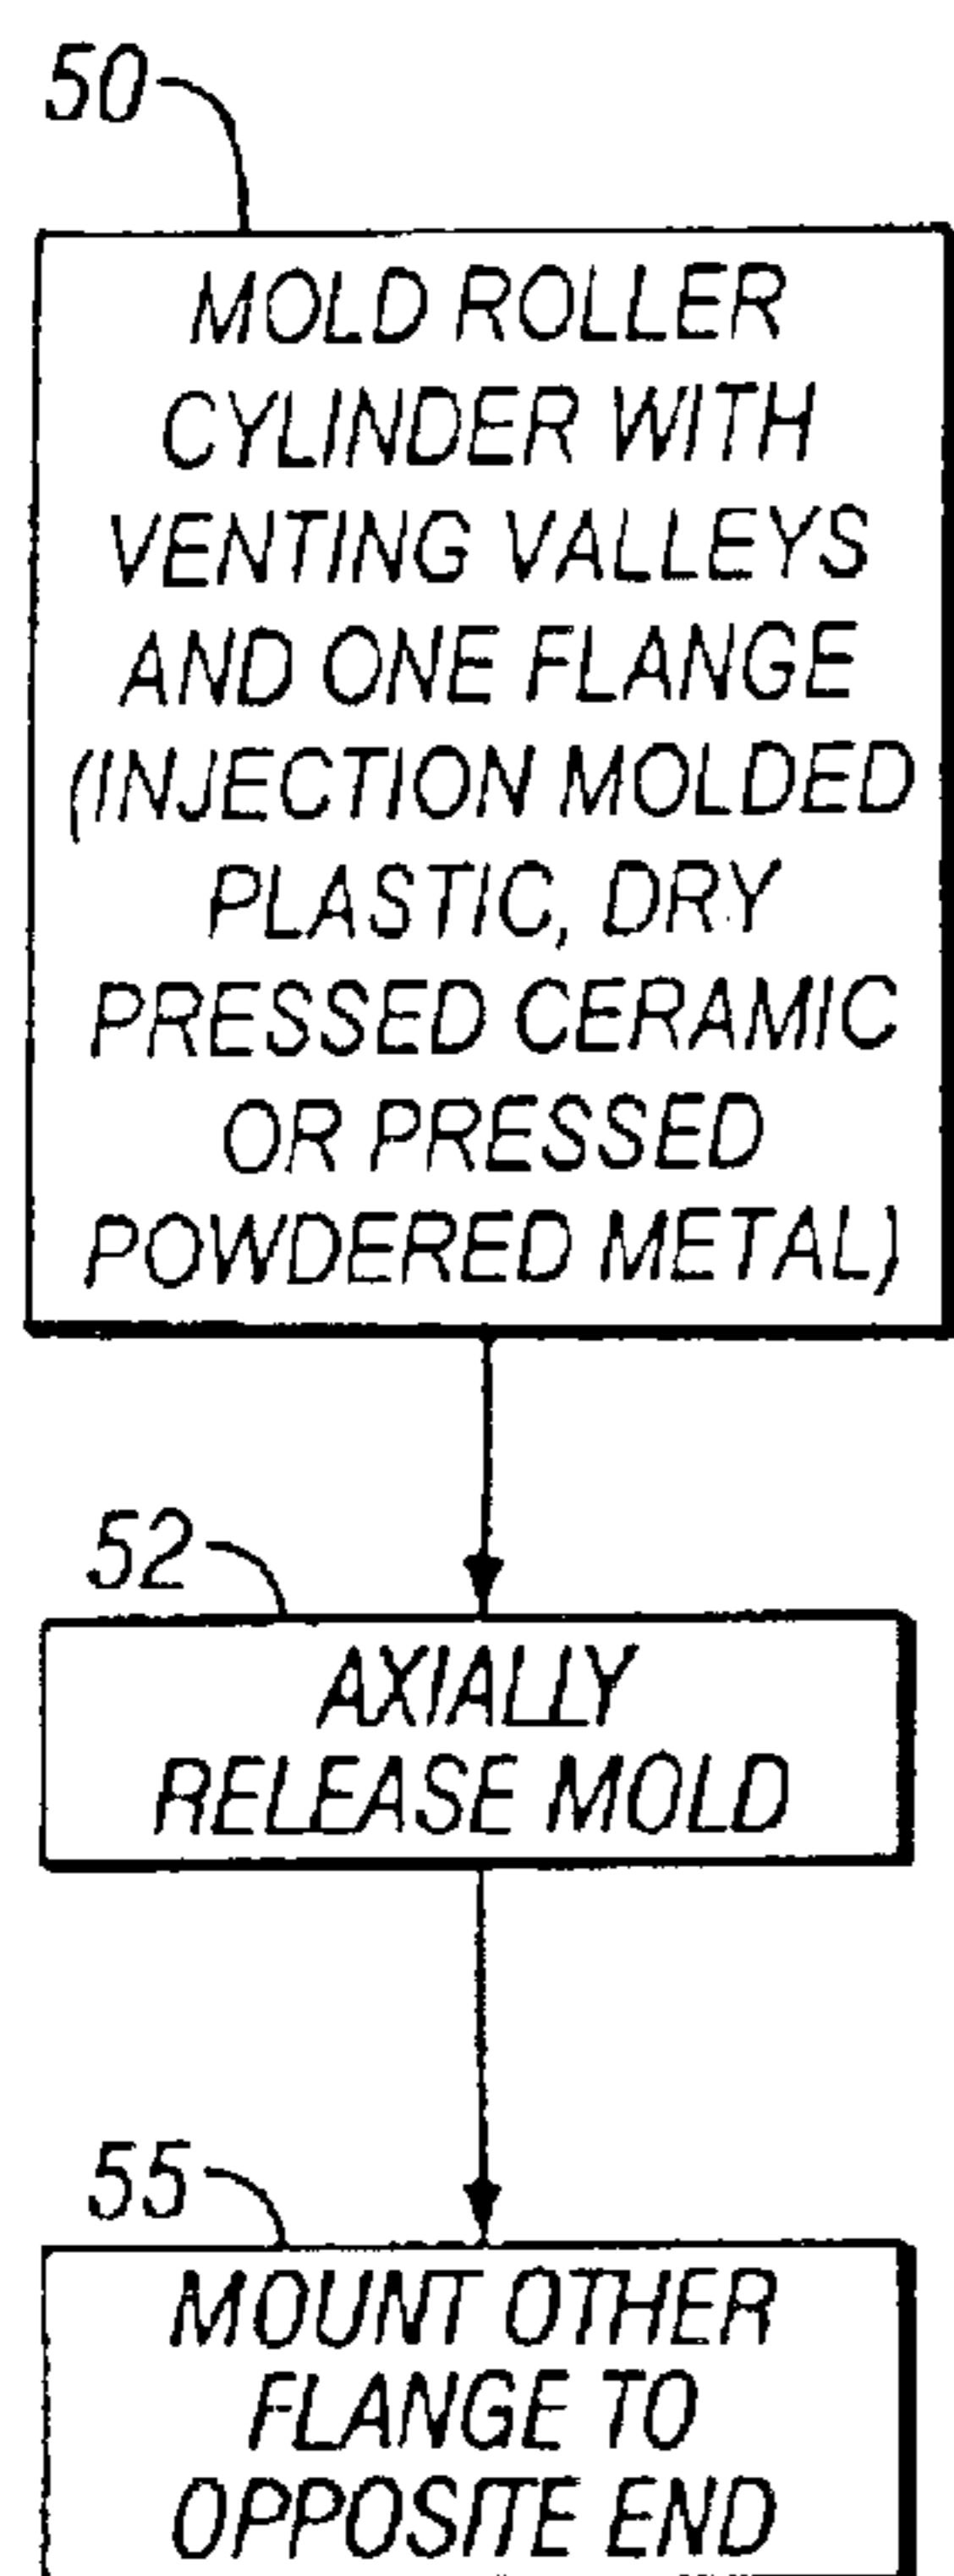 50
MOLD ROLLER
CYLINDER WITH
VENTING VALLEYS
AND ONE FLANGE
(INJECTION MOLDED
PLASTIC, DRY
PRESSED CERAMIC
OR PRESSED
POWDERED METAL)
52
AXIALLY
RELEASE MOLD
55
MOUNT OTHER
FLANGE TO
OPPOSITE END